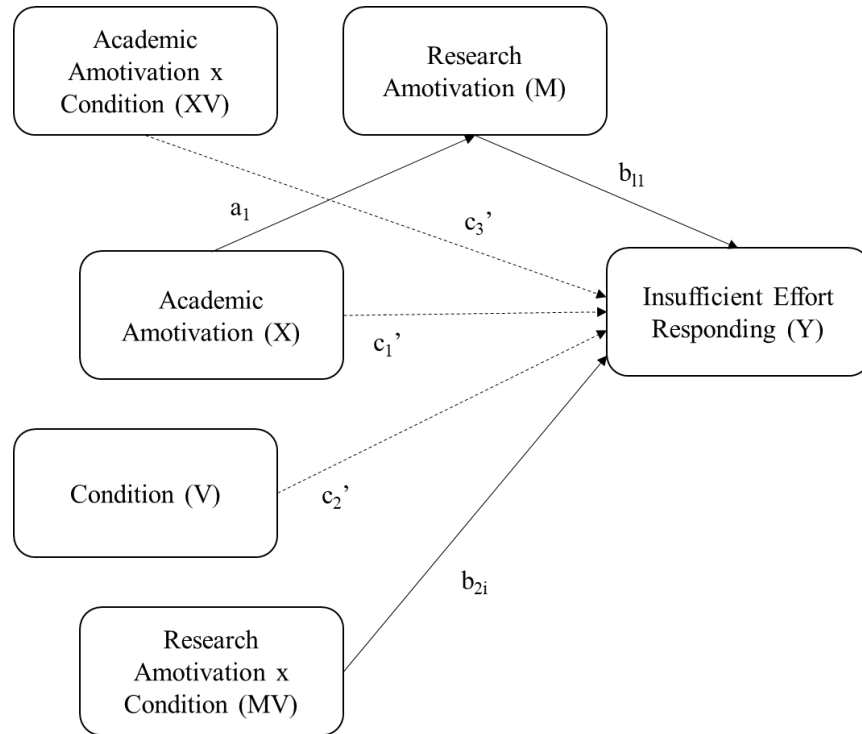 Academic
Amotivation x
Condition (XV)
Research
Amotivation (M)
a1
c3’
b11
Academic
Amotivation (X)
c1’
Insufficient Effort
Responding (Y)
Condition (V)
c2’
b2i
Research
Amotivation x
Condition (MV)